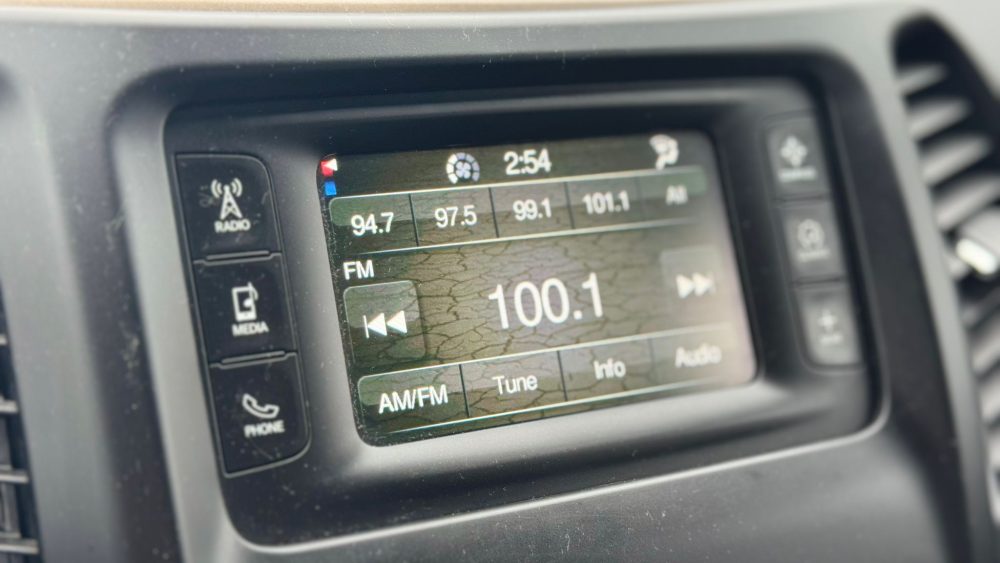 2:54
94.7 97.5 99.1 101.1 All
FM
100.1
AM/FM Tune Info Audio
RADIO
MEDIA
PHONE